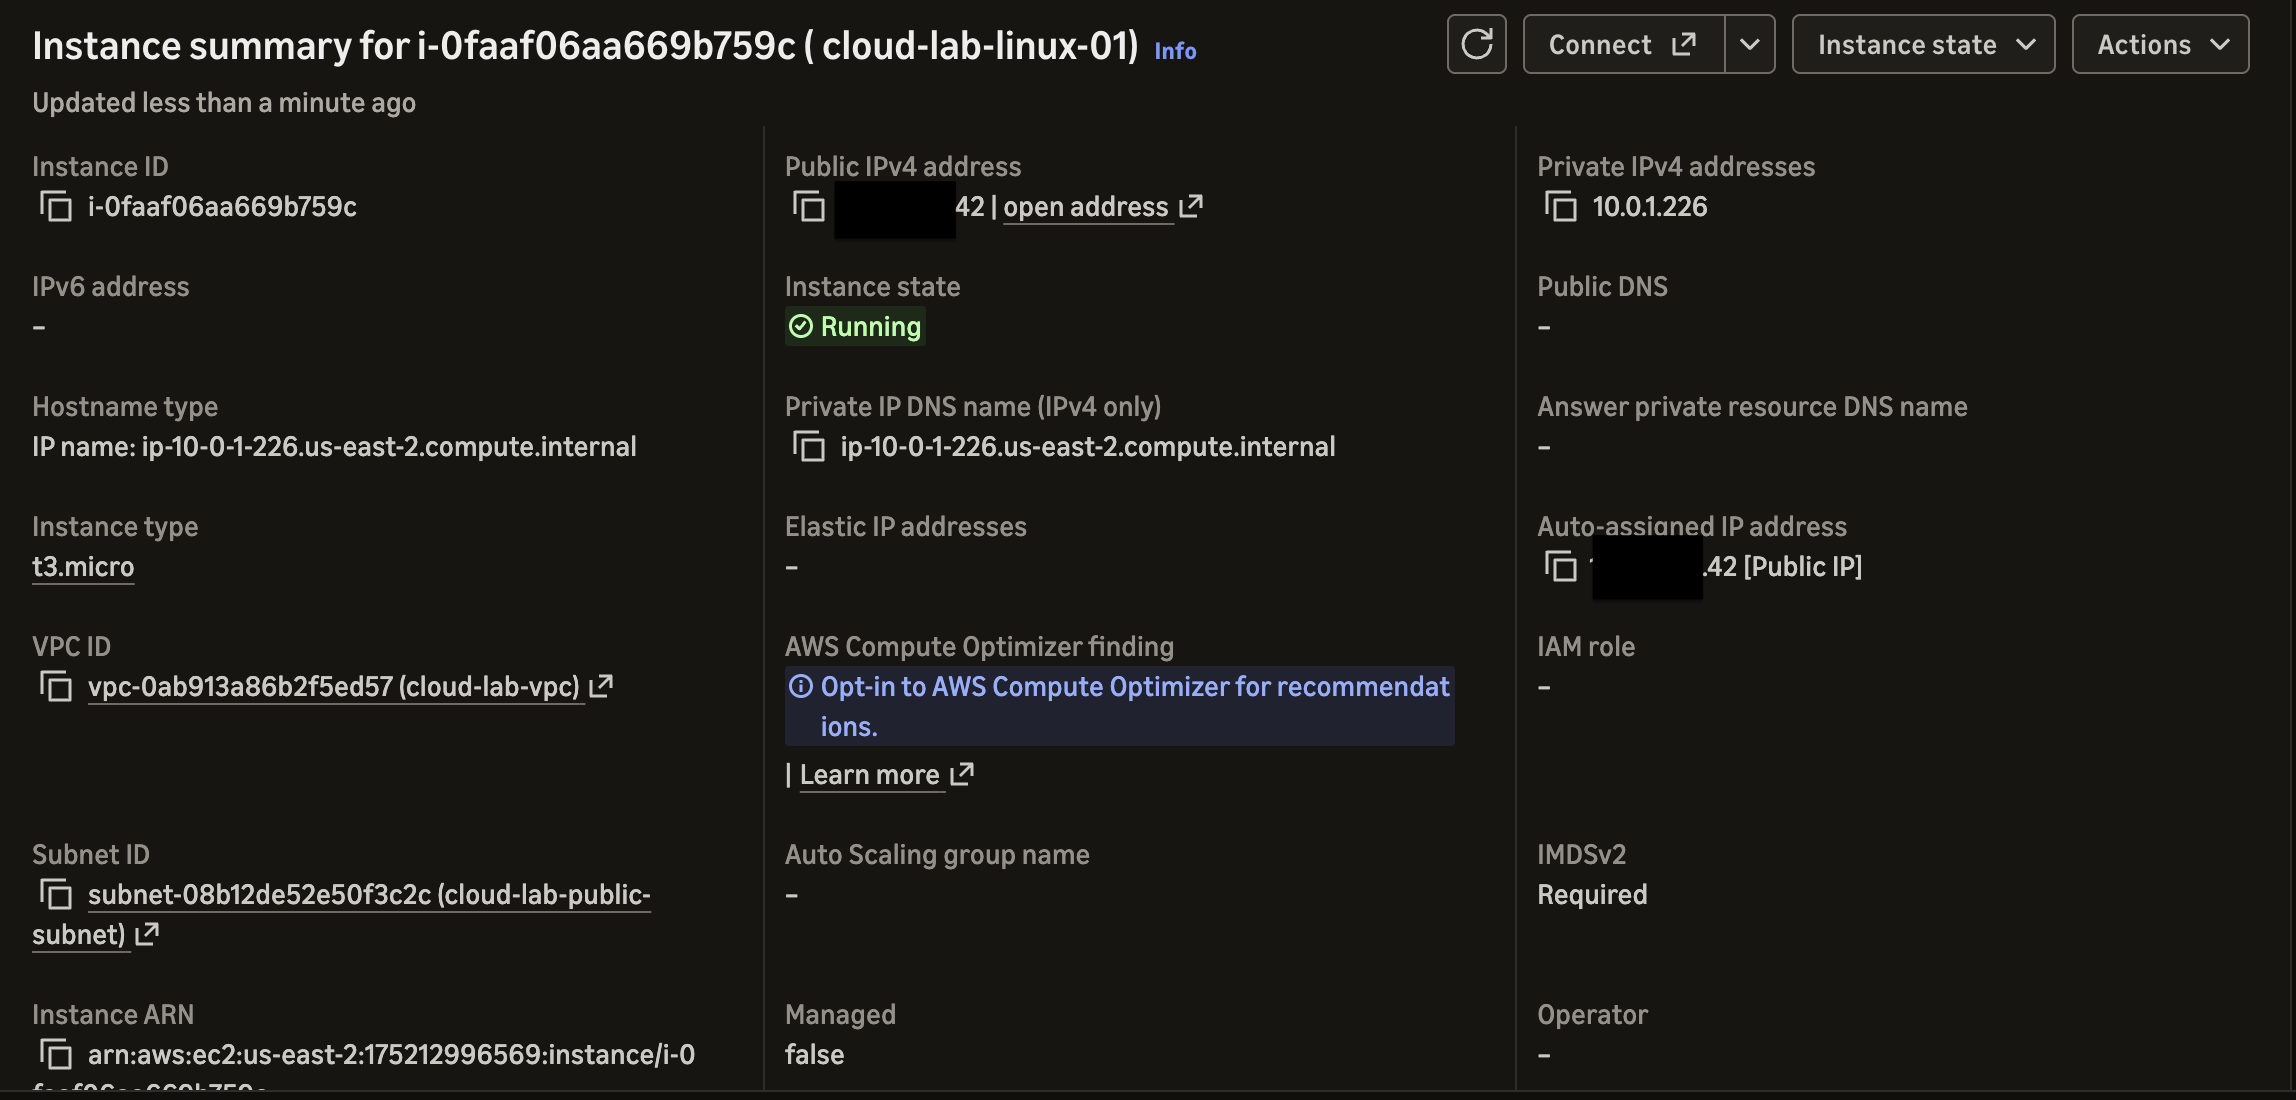 Instance summary for i-0faaf06aa669b759c ( cloud-lab-linux-01) Info
Connect
Instance state
Actions
Updated less than a minute ago
Instance ID
i-0faaf06aa669b759c
Public IPv4 address
42 | open address
Private IPv4 addresses
10.0.1.226
IPv6 address
–
Instance state
Running
Public DNS
–
Hostname type
IP name: ip-10-0-1-226.us-east-2.compute.internal
Private IP DNS name (IPv4 only)
ip-10-0-1-226.us-east-2.compute.internal
Answer private resource DNS name
–
Instance type
t3.micro
Elastic IP addresses
–
Auto-assigned IP address
.42 [Public IP]
VPC ID
vpc-0ab913a86b2f5ed57 (cloud-lab-vpc)
AWS Compute Optimizer finding
Opt-in to AWS Compute Optimizer for recommendat
ions.
| Learn more
IAM role
–
Subnet ID
subnet-08b12de52e50f3c2c (cloud-lab-public-
subnet)
Auto Scaling group name
–
IMDSv2
Required
Instance ARN
arn:aws:ec2:us-east-2:175212996569:instance/i-0
Managed
false
Operator
–